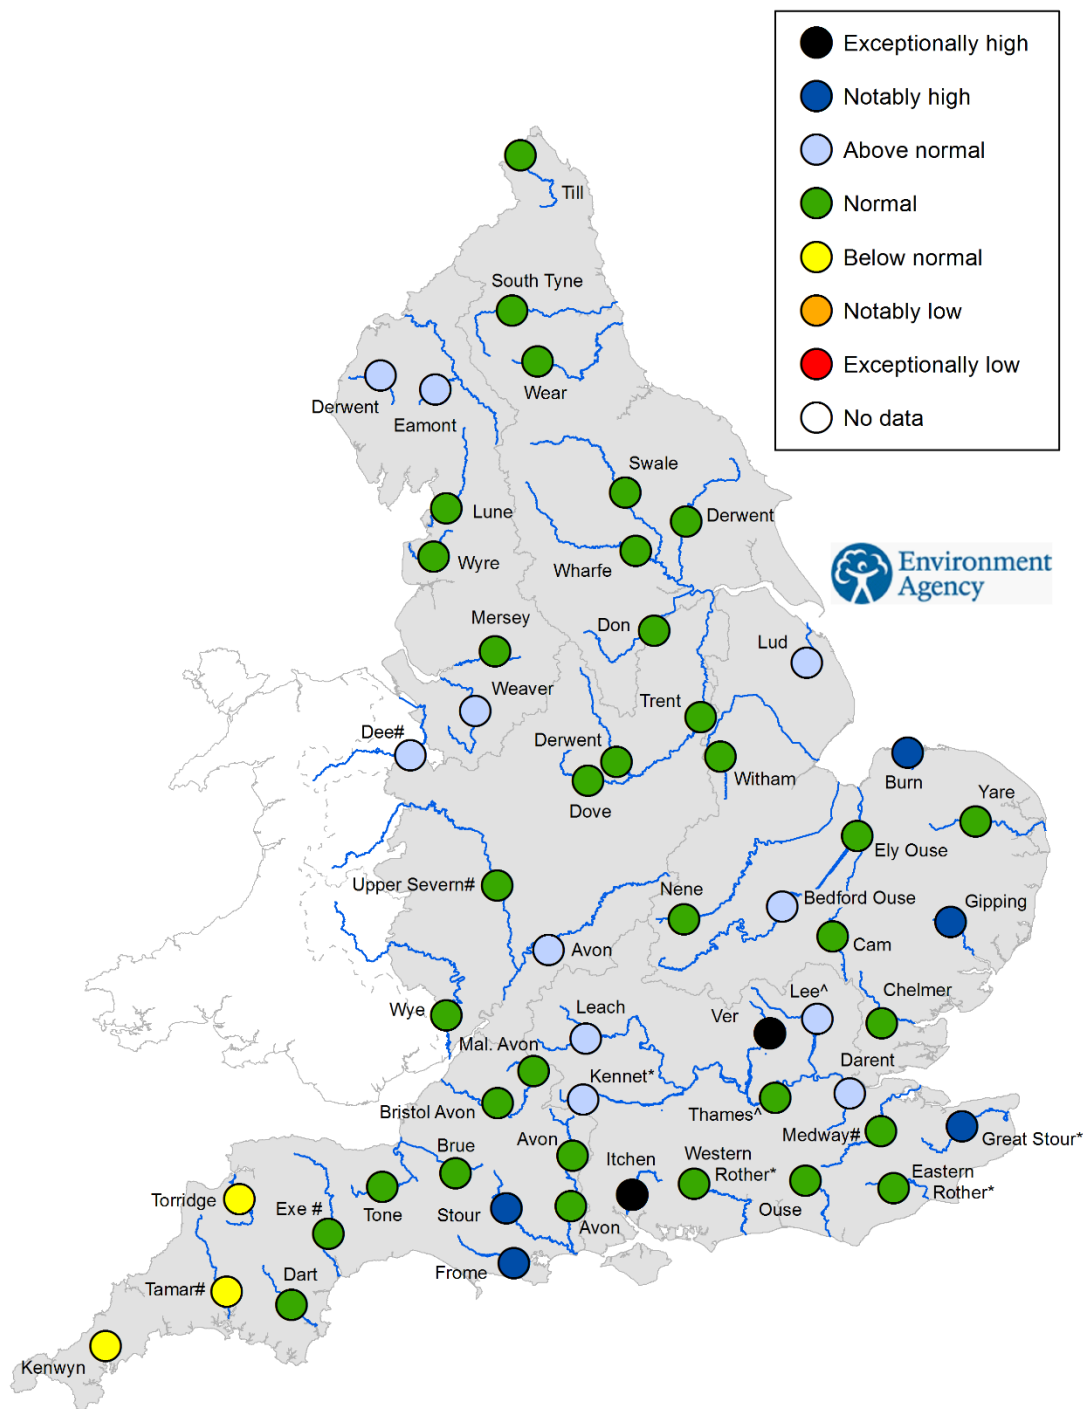 Exceptionally high
Notably high
Above normal
Normal
Below normal
Notably low
Exceptionally low
No data
Till
South Tyne
Wear
Derwent
Eamont
Swale
Lune
Derwent
Wyre
Wharfe
Environment
Agency
Mersey
Don
Lud
Weaver
Trent
Dee#
Derwent
Witham
Burn
Dove
Yare
Ely Ouse
Upper Severn#
Nene
Bedford Ouse
Gipping
Avon
Cam
Lee^
Chelmer
Wye
Leach
Ver
Mal. Avon
Darent
Kennet*
Bristol Avon
Thames^
Medway#
Great Stour*
Avon
Brue
Itchen
Western
Rother*
Eastern
Rother*
Torridge
Exe #
Tone
Stour
Avon
Ouse
Frome
Tamar#
Dart
Kenwyn